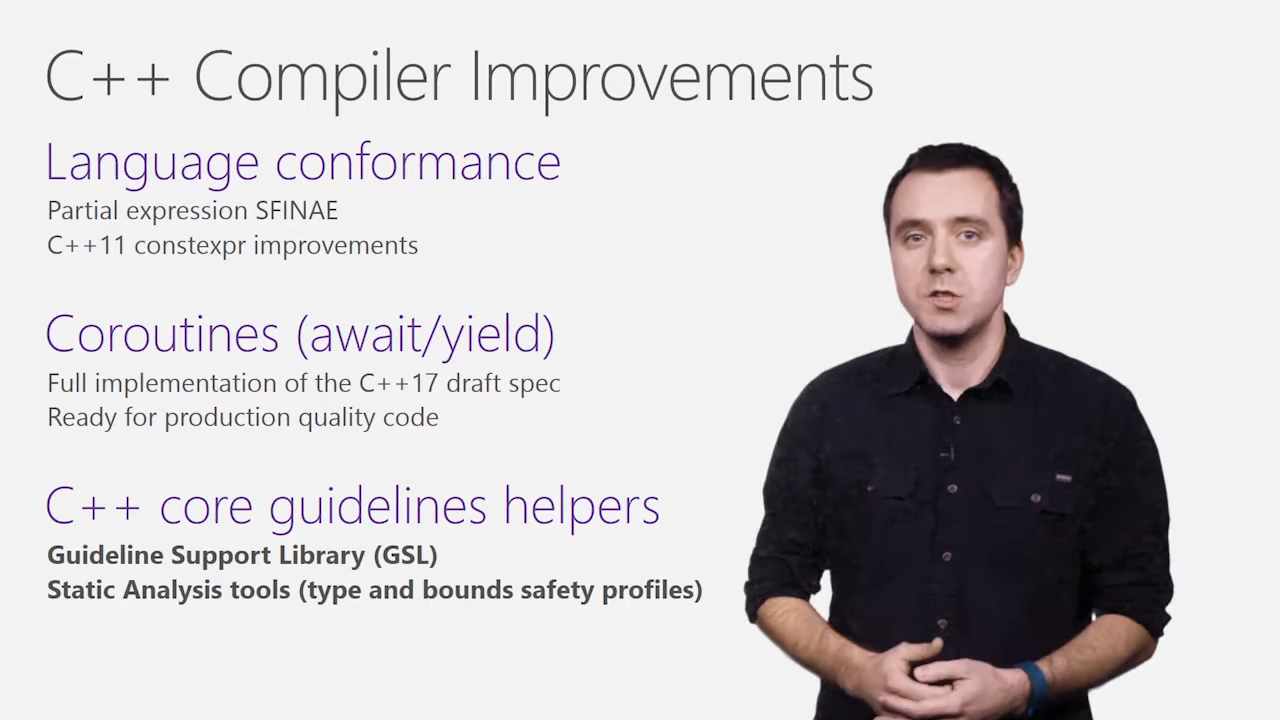 C++ Compiler Improvements
Language conformance
Partial expression SFINAE
C++11 constexpr improvements
Coroutines (await/yield)
Full implementation of the C++17 draft spec
Ready for production quality code
C++ core guidelines helpers
Guideline Support Library (GSL)
Static Analysis tools (type and bounds safety profiles)